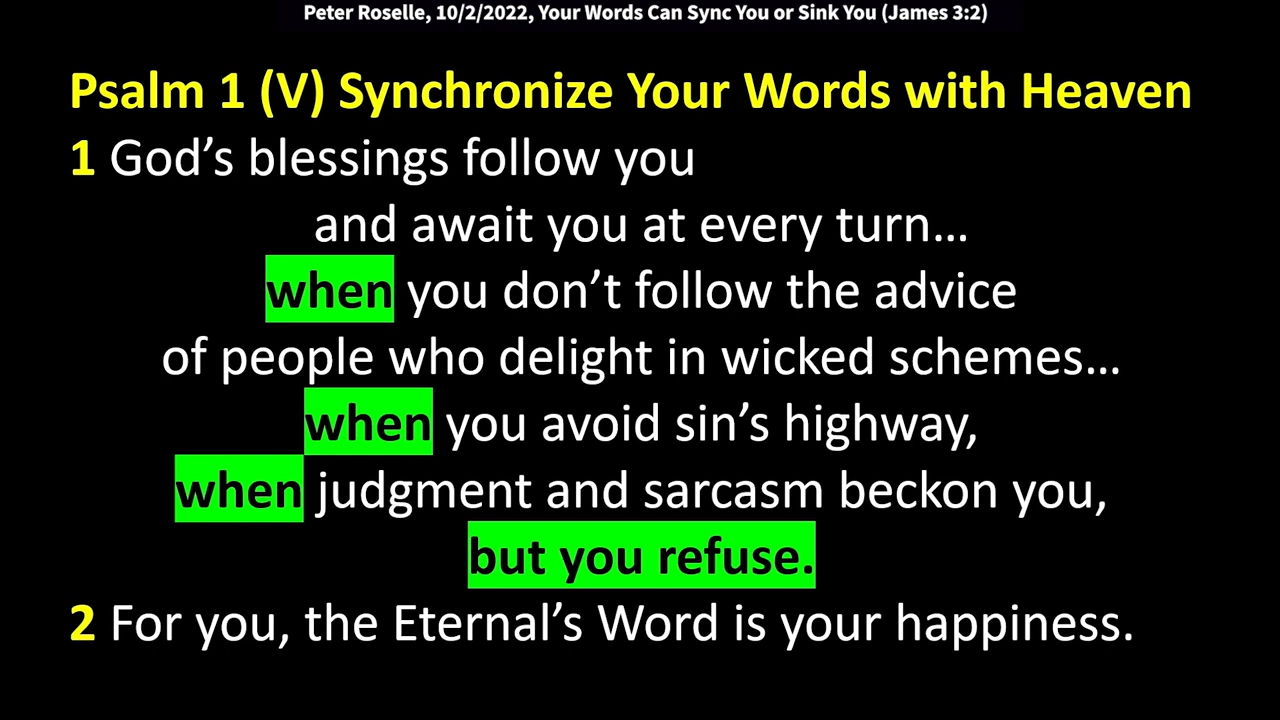 Peter Roselle, 10/2/2022, Your Words Can Sync You or Sink You (James 3:2)
Psalm 1 (V) Synchronize Your Words with Heaven
1 God’s blessings follow you
and await you at every turn…
when you don’t follow the advice
of people who delight in wicked schemes…
when you avoid sin’s highway,
when judgment and sarcasm beckon you,
but you refuse.
2 For you, the Eternal’s Word is your happiness.